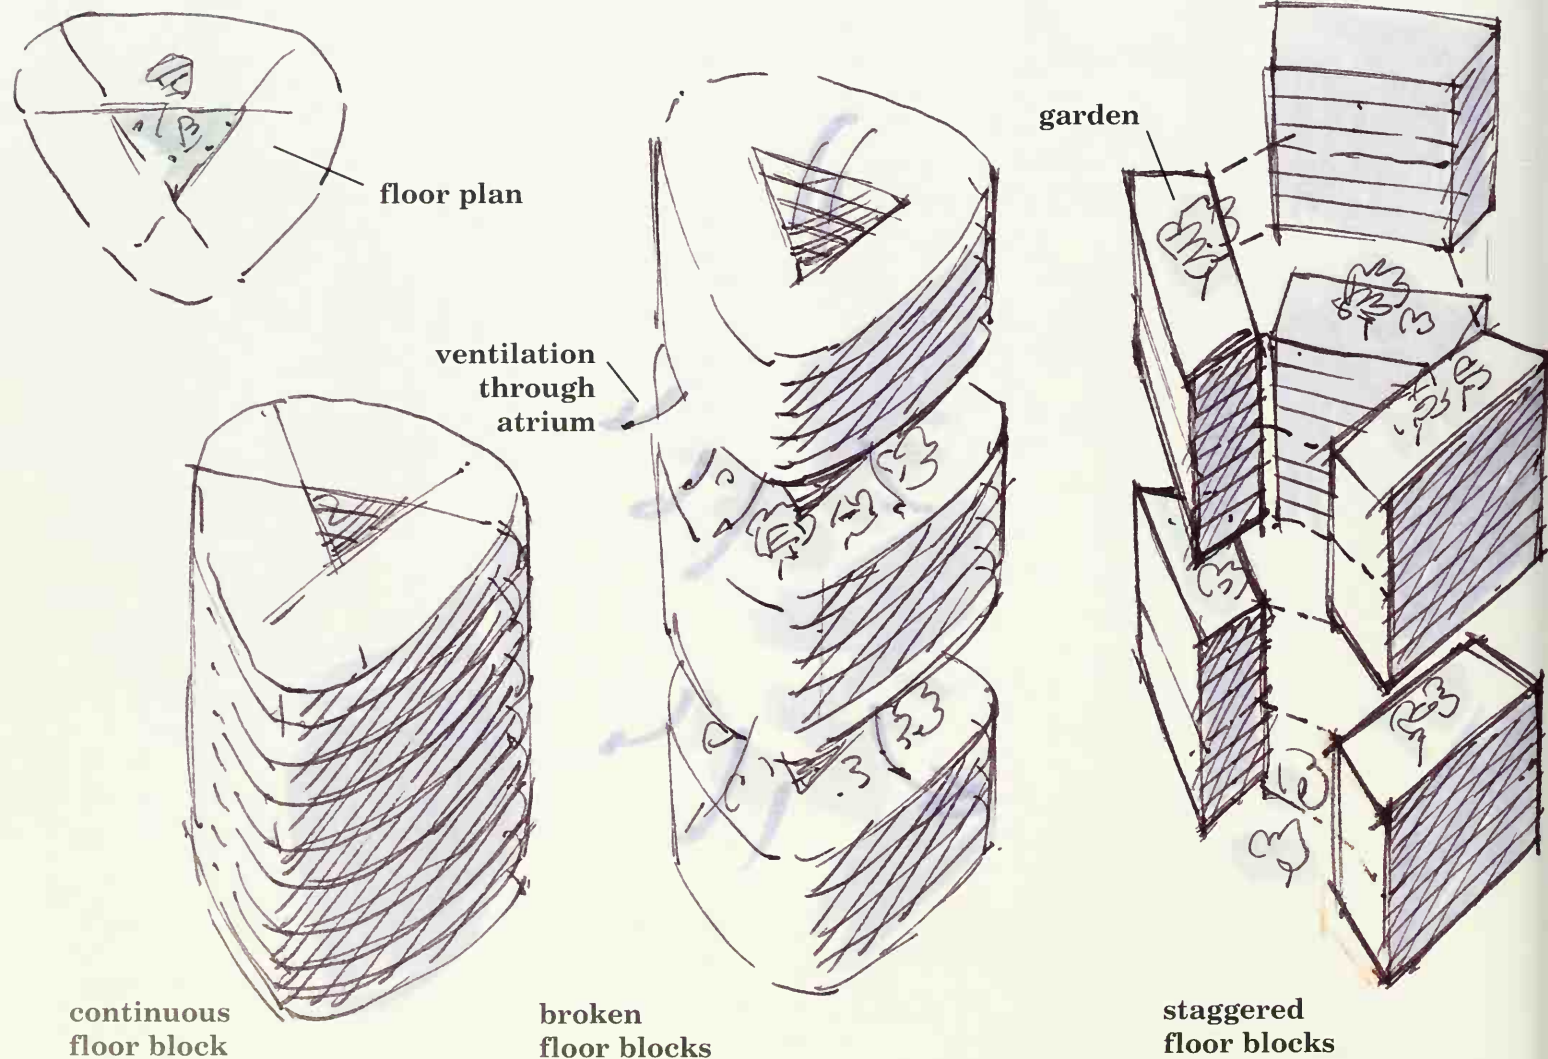 floor plan
garden
ventilation
through
atrium
continuous
floor block
broken
floor blocks
staggered
floor blocks